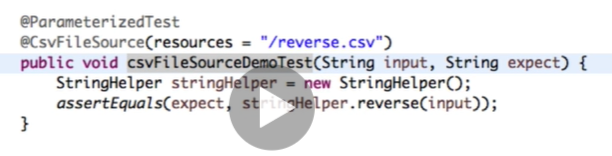 @ParameterizedTest
@CsvFileSource(resources = "/reverse.csv")
public void csvFileSourceDemoTest(String input, String expect) {
StringHelper stringHelper = new StringHelper();
assertEquals(expect, stringHelper.reverse(input));
}